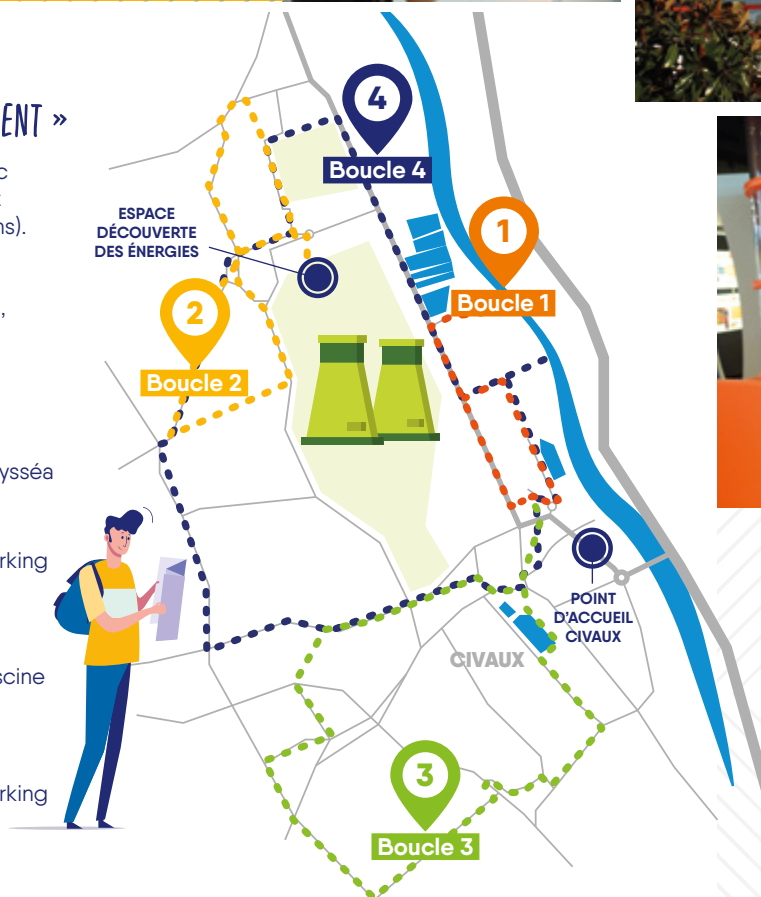 ENT »
c
ns).
,
ysséa
rking
scine
rking
4
Boucle 4
ESPACE
DÉCOUVERTE
DES ÉNERGIES
1
Boucle 1
2
Boucle 2
POINT
D'ACCUEIL
CIVAUX
CIVAUX
3
Boucle 3